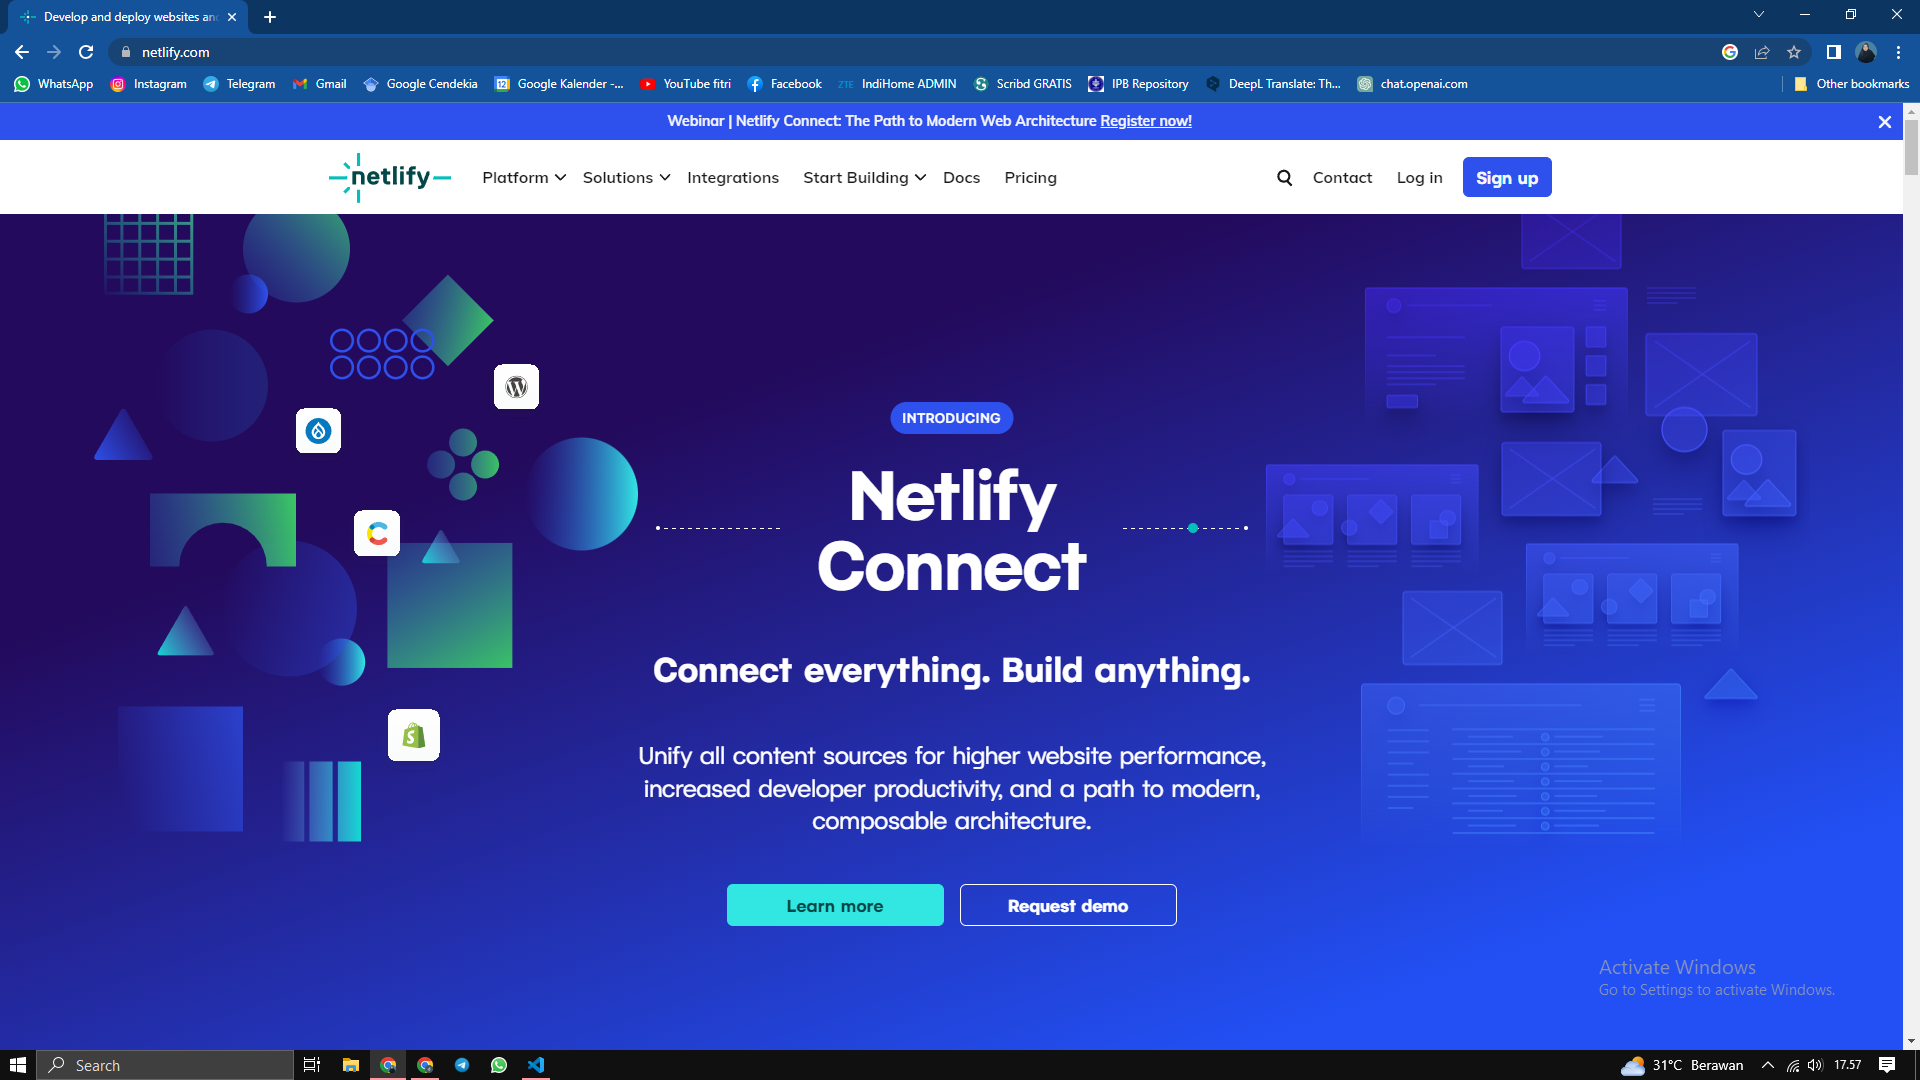 Develop and deploy websites an
netlify.com
WhatsApp
Instagram
Telegram
Gmail
Google Cendekia
Google Kalender -...
YouTube fitri
Facebook
IndiHome ADMIN
Scribd GRATIS
IPB Repository
DeepL Translate: Th...
chat.openai.com
Other bookmarks
Webinar | Netlify Connect: The Path to Modern Web Architecture Register now!
netlify
Platform
Solutions
Integrations
Start Building
Docs
Pricing
Contact
Log in
Sign up
INTRODUCING
Netlify
Connect
Connect everything. Build anything.
Unify all content sources for higher website performance,
increased developer productivity, and a path to modern,
composable architecture.
Learn more
Request demo
Activate Windows
Go to Settings to activate Windows.
Search
31°C Berawan
17.57